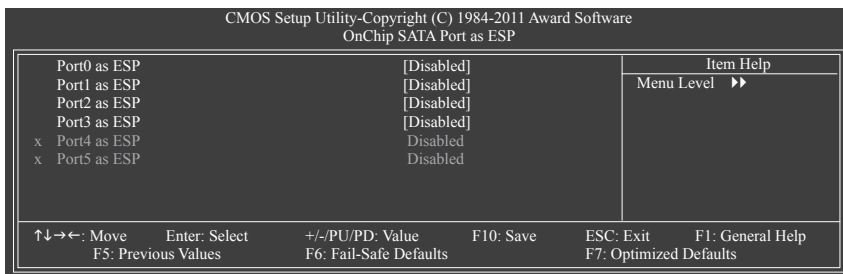 CMOS Setup Utility-Copyright (C) 1984-2011 Award Software
OnChip SATA Port as ESP
Port0 as ESP [Disabled]
Port1 as ESP [Disabled]
Port2 as ESP [Disabled]
Port3 as ESP [Disabled]
x Port4 as ESP Disabled
x Port5 as ESP Disabled
Item Help
Menu Level ▶▶
↑↓→←: Move Enter: Select +/-/PU/PD: Value F10: Save ESC: Exit F1: General Help
F5: Previous Values F6: Fail-Safe Defaults F7: Optimized Defaults